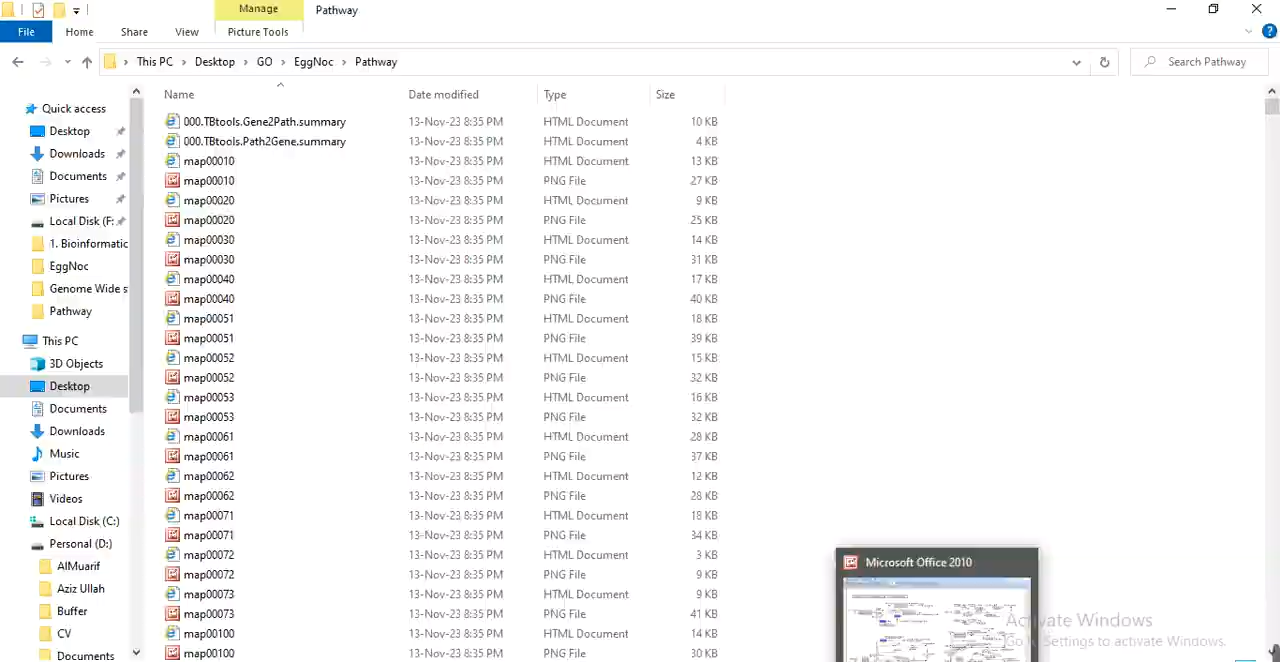 Manage
Pathway
File
Home
Share
View
Picture Tools
This PC > Desktop > GO > EggNoc > Pathway
Search Pathway
Name
Date modified
Type
Size
Quick access
Desktop
Downloads
Documents
Pictures
Local Disk (F:
1. Bioinformatic
EggNoc
Genome Wide s
Pathway
This PC
3D Objects
Desktop
Documents
Downloads
Music
Pictures
Videos
Local Disk (C:)
Personal (D:)
AlMuarif
Aziz Ullah
Buffer
CV
Documents
000.TBtools.Gene2Path.summary 13-Nov-23 8:35 PM HTML Document 10 KB
000.TBtools.Path2Gene.summary 13-Nov-23 8:35 PM HTML Document 4 KB
map00010 13-Nov-23 8:35 PM HTML Document 13 KB
map00010 13-Nov-23 8:35 PM PNG File 27 KB
map00020 13-Nov-23 8:35 PM HTML Document 9 KB
map00020 13-Nov-23 8:35 PM PNG File 25 KB
map00030 13-Nov-23 8:35 PM HTML Document 14 KB
map00030 13-Nov-23 8:35 PM PNG File 31 KB
map00040 13-Nov-23 8:35 PM HTML Document 17 KB
map00040 13-Nov-23 8:35 PM PNG File 40 KB
map00051 13-Nov-23 8:35 PM HTML Document 18 KB
map00051 13-Nov-23 8:35 PM PNG File 39 KB
map00052 13-Nov-23 8:35 PM HTML Document 15 KB
map00052 13-Nov-23 8:35 PM PNG File 32 KB
map00053 13-Nov-23 8:35 PM HTML Document 16 KB
map00053 13-Nov-23 8:35 PM PNG File 32 KB
map00061 13-Nov-23 8:35 PM HTML Document 28 KB
map00061 13-Nov-23 8:35 PM PNG File 37 KB
map00062 13-Nov-23 8:35 PM HTML Document 12 KB
map00062 13-Nov-23 8:35 PM PNG File 28 KB
map00071 13-Nov-23 8:35 PM HTML Document 18 KB
map00071 13-Nov-23 8:35 PM PNG File 34 KB
map00072 13-Nov-23 8:35 PM HTML Document 3 KB
map00072 13-Nov-23 8:35 PM PNG File 9 KB
map00073 13-Nov-23 8:35 PM HTML Document 9 KB
map00073 13-Nov-23 8:35 PM PNG File 41 KB
map00100 13-Nov-23 8:35 PM HTML Document 14 KB
map00100 13-Nov-23 8:35 PM PNG File 30 KB
Microsoft Office 2010
Activate Windows
Go to Settings to activate Windows.